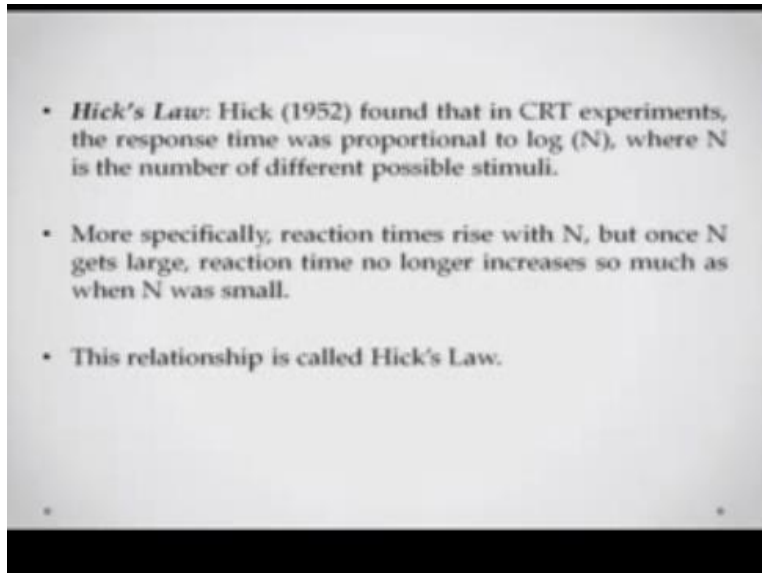 • Hick's Law: Hick (1952) found that in CRT experiments,
the response time was proportional to log (N), where N
is the number of different possible stimuli.
• More specifically, reaction times rise with N, but once N
gets large, reaction time no longer increases so much as
when N was small.
• This relationship is called Hick's Law.